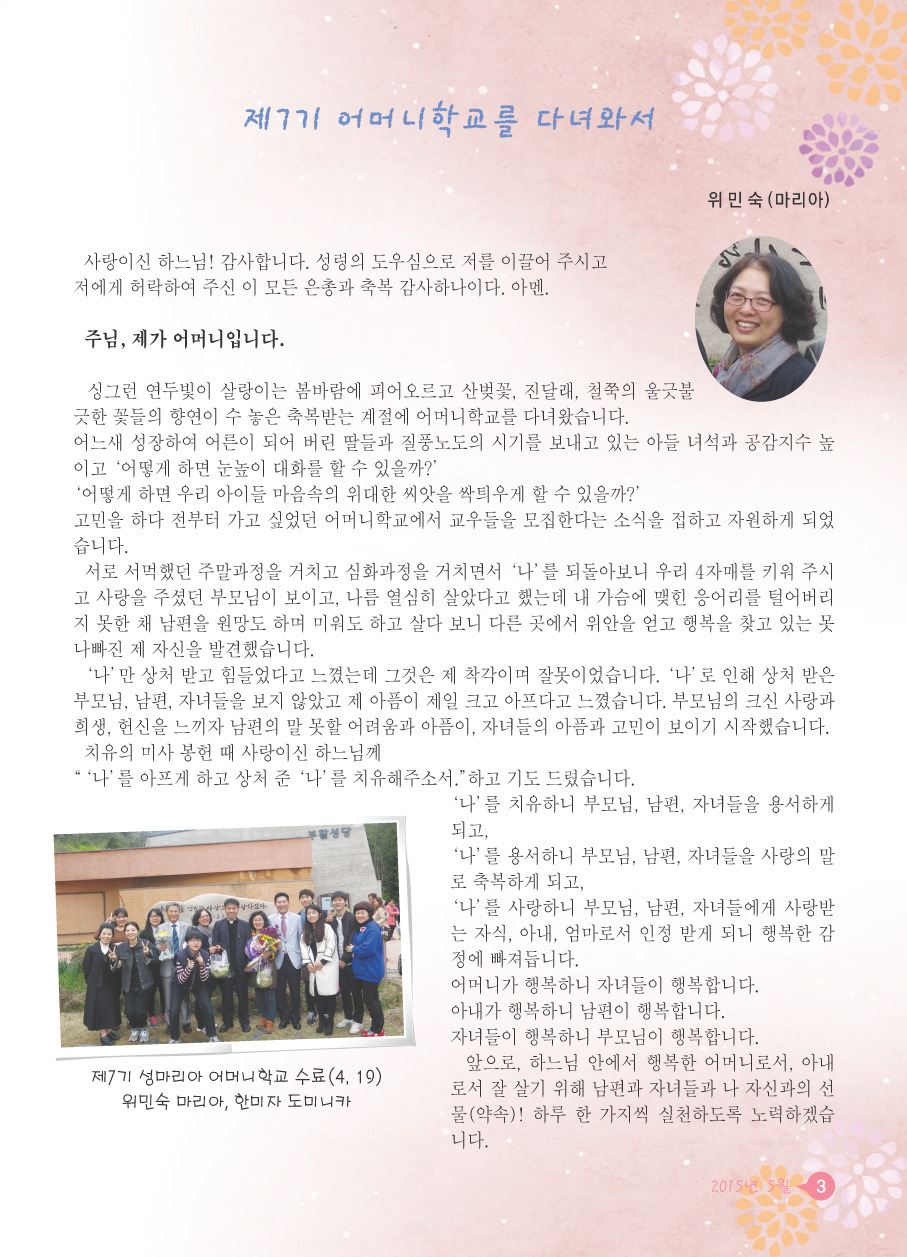 제7기 어머니학교를 다녀와서
위 민 숙 (마리아)
사랑이신 하느님! 감사합니다. 성령의 도우심으로 저를 이끌어 주시고
저에게 허락하여 주신 이 모든 은총과 축복 감사하나이다. 아멘.
주님, 제가 어머니입니다.
싱그런 연두빛이 살랑이는 봄바람에 피어오르고 산벚꽃, 진달래, 철쭉의 울긋불
긋한 꽃들의 향연이 수 놓은 축복받는 계절에 어머니학교를 다녀왔습니다.
어느새 성장하여 어른이 되어 버린 딸들과 질풍노도의 시기를 보내고 있는 아들 녀석과 공감지수 높
이고 ‘어떻게 하면 눈높이 대화를 할 수 있을까?’
‘어떻게 하면 우리 아이들 마음속의 위대한 씨앗을 싹틔우게 할 수 있을까?’
고민을 하다 전부터 가고 싶었던 어머니학교에서 교우들을 모집한다는 소식을 접하고 자원하게 되었
습니다.
서로 서먹했던 주말과정을 거치고 심화과정을 거치면서 ‘나’를 되돌아보니 우리 4자매를 키워 주시
고 사랑을 주셨던 부모님이 보이고, 나름 열심히 살았다고 했는데 내 가슴에 맺힌 응어리를 털어버리
지 못한 채 남편을 원망도 하며 미워도 하고 살다 보니 다른 곳에서 위안을 얻고 행복을 찾고 있는 못
나빠진 제 자신을 발견했습니다.
‘나’만 상처 받고 힘들었다고 느꼈는데 그것은 제 착각이며 잘못이었습니다. ‘나’로 인해 상처 받은
부모님, 남편, 자녀들을 보지 않았고 제 아픔이 제일 크고 아프다고 느꼈습니다. 부모님의 크신 사랑과
희생, 헌신을 느끼자 남편의 말 못할 어려움과 아픔이, 자녀들의 아픔과 고민이 보이기 시작했습니다.
치유의 미사 봉헌 때 사랑이신 하느님께
“ ‘나’를 아프게 하고 상처 준 ‘나’를 치유해주소서.”하고 기도 드렸습니다.
‘나’를 치유하니 부모님, 남편, 자녀들을 용서하게
되고,
‘나’를 용서하니 부모님, 남편, 자녀들을 사랑의 말
로 축복하게 되고,
‘나’를 사랑하니 부모님, 남편, 자녀들에게 사랑받
는 자식, 아내, 엄마로서 인정 받게 되니 행복한 감
정에 빠져듭니다.
어머니가 행복하니 자녀들이 행복합니다.
아내가 행복하니 남편이 행복합니다.
자녀들이 행복하니 부모님이 행복합니다.
앞으로, 하느님 안에서 행복한 어머니로서, 아내
로서 잘 살기 위해 남편과 자녀들과 나 자신과의 선
물(약속)! 하루 한 가지씩 실천하도록 노력하겠습
니다.
부활성당
제7기 성마리아 어머니학교 수료(4, 19)
위민숙 마리아, 한미자 도미니카
2015년 5월 3